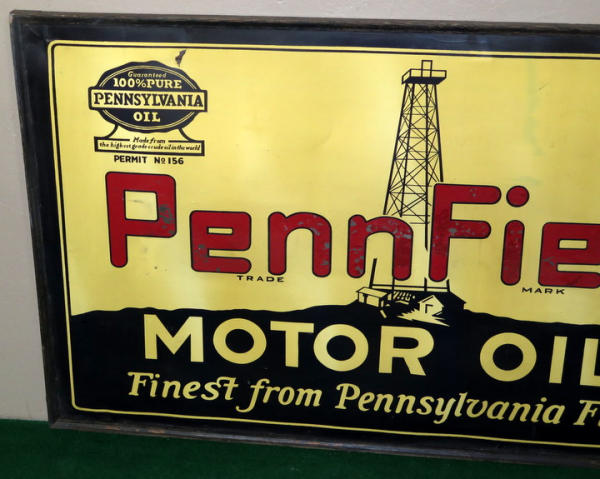 Guaranteed
100% PURE
PENNSYLVANIA
OIL
Made from
the highest grade crude oil in the world
PERMIT No 156
PennFie
TRADE MARK
MOTOR OIL
Finest from Pennsylvania F